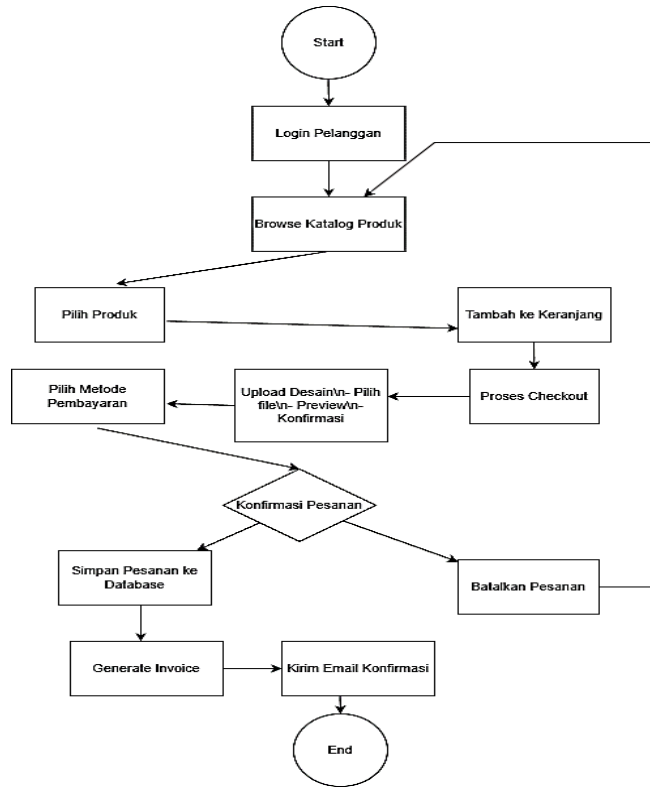 Start
Login Pelanggan
Browse Katalog Produk
Pilih Produk
Tambah ke Keranjang
Pilih Metode
Pembayaran
Upload Desain\n- Pilih
file\n- Preview\n-
Konfirmasi
Proses Checkout
Konfirmasi Pesanan
Simpan Pesanan ke
Database
Batalkan Pesanan
Generate Invoice
Kirim Email Konfirmasi
End